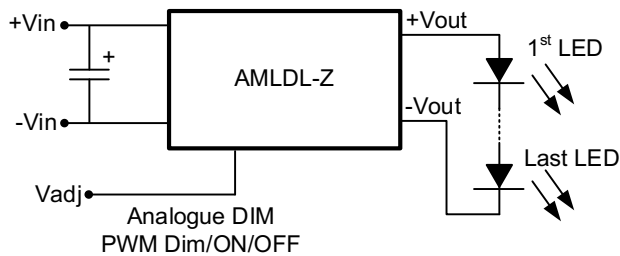 +Vin
+Vout
1st LED
+
AMLDL-Z
-Vout
-Vin
Last LED
Vadj
Analogue DIM
PWM Dim/ON/OFF